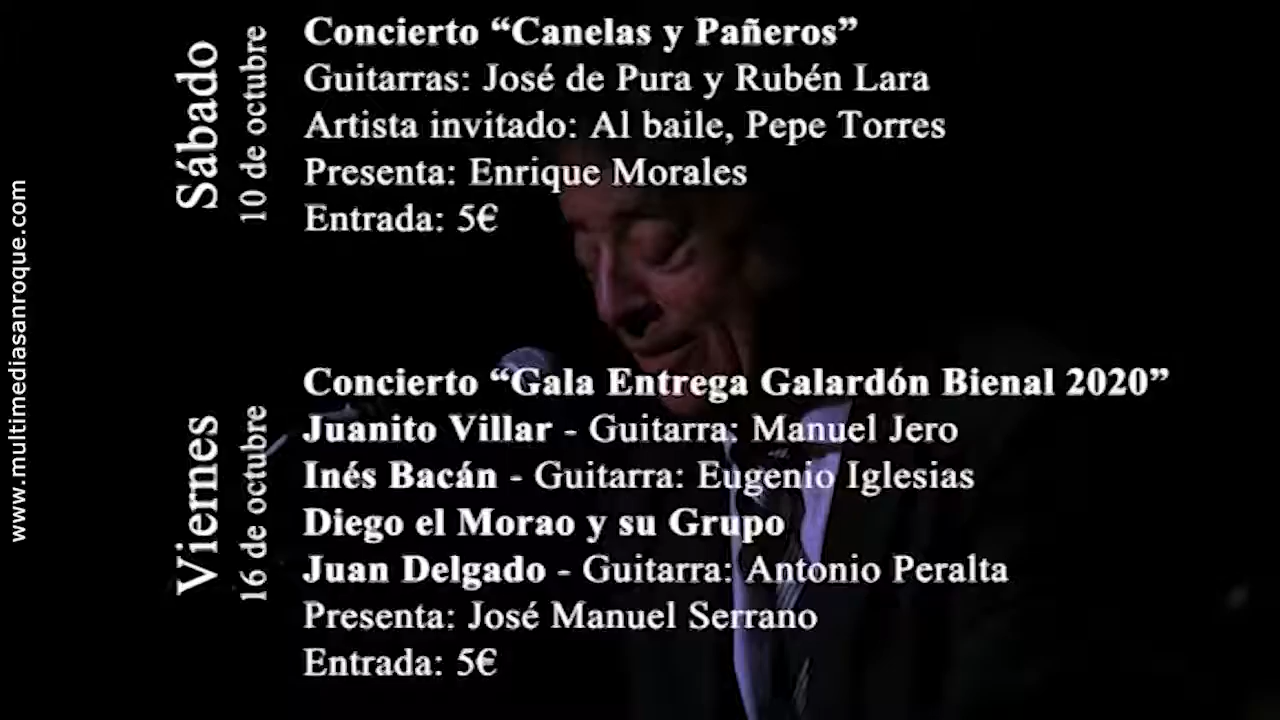 www.multimediasanroque.com
Sábado
10 de octubre
Concierto “Canelas y Pañeros”
Guitarras: José de Pura y Rubén Lara
Artista invitado: Al baile, Pepe Torres
Presenta: Enrique Morales
Entrada: 5€
Viernes
16 de octubre
Concierto “Gala Entrega Galardón Bienal 2020”
Juanito Villar - Guitarra: Manuel Jero
Inés Bacán - Guitarra: Eugenio Iglesias
Diego el Morao y su Grupo
Juan Delgado - Guitarra: Antonio Peralta
Presenta: José Manuel Serrano
Entrada: 5€